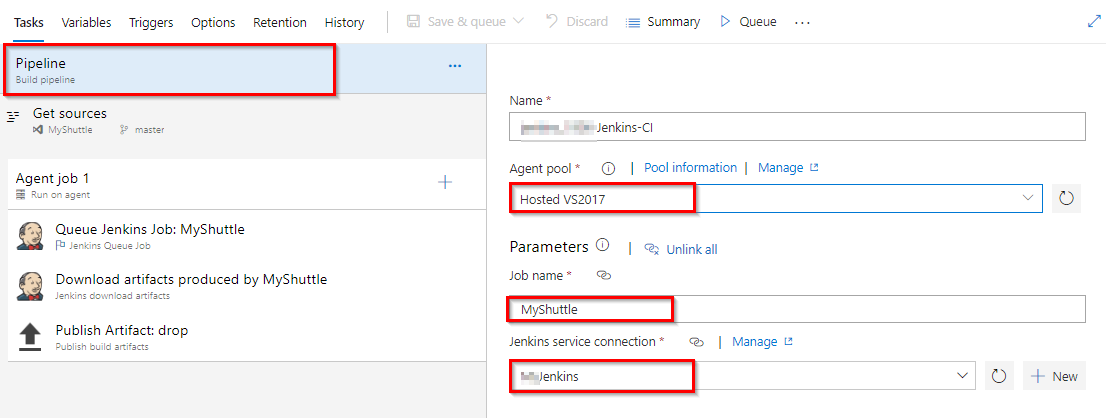 Tasks Variables Triggers Options Retention History Save & queue Discard Summary Queue ...
Pipeline
Build pipeline
Get sources
MyShuttle master
Agent job 1
Run on agent
Queue Jenkins Job: MyShuttle
Jenkins Queue Job
Download artifacts produced by MyShuttle
Jenkins download artifacts
Publish Artifact: drop
Publish build artifacts
Name *
Jenkins-CI
Agent pool * | Pool information | Manage
Hosted VS2017
Parameters | Unlink all
Job name *
MyShuttle
Jenkins service connection * | Manage
Jenkins
+ New